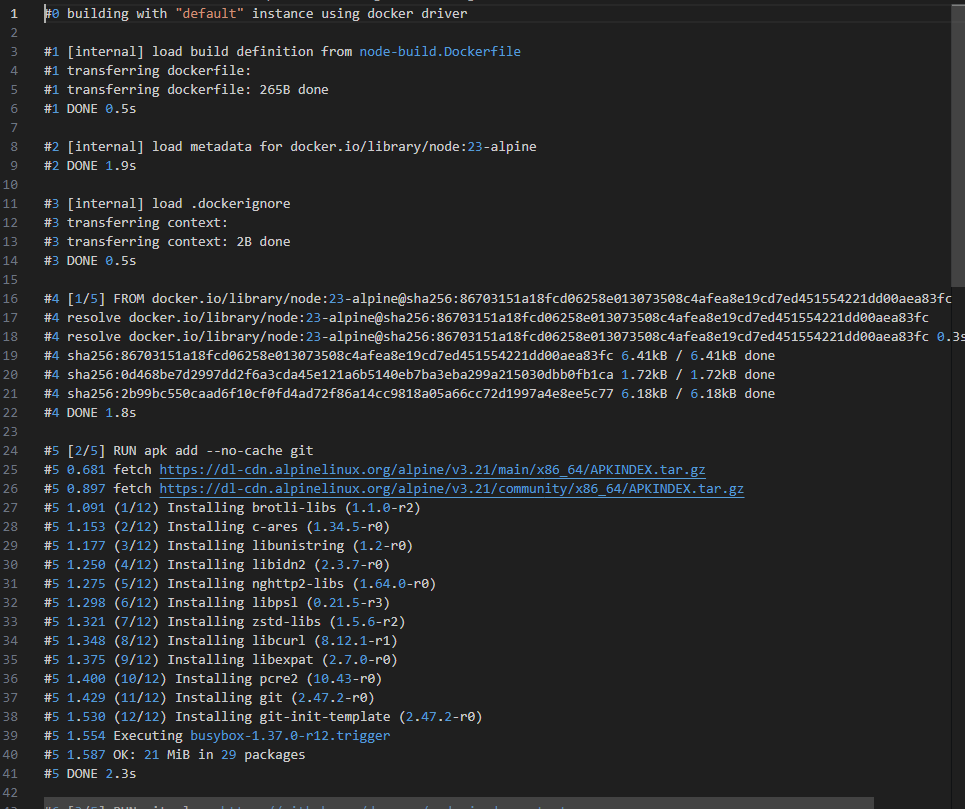 1 #0 building with "default" instance using docker driver
2
3 #1 [internal] load build definition from node-build.Dockerfile
4 #1 transferring dockerfile:
5 #1 transferring dockerfile: 265B done
6 #1 DONE 0.5s
7
8 #2 [internal] load metadata for docker.io/library/node:23-alpine
9 #2 DONE 1.9s
10
11 #3 [internal] load .dockerignore
12 #3 transferring context:
13 #3 transferring context: 2B done
14 #3 DONE 0.5s
15
16 #4 [1/5] FROM docker.io/library/node:23-alpine@sha256:86703151a18fcd06258e013073508c4afea8e19cd7ed451554221dd00aea83fc
17 #4 resolve docker.io/library/node:23-alpine@sha256:86703151a18fcd06258e013073508c4afea8e19cd7ed451554221dd00aea83fc
18 #4 resolve docker.io/library/node:23-alpine@sha256:86703151a18fcd06258e013073508c4afea8e19cd7ed451554221dd00aea83fc 0.3s
19 #4 sha256:86703151a18fcd06258e013073508c4afea8e19cd7ed451554221dd00aea83fc 6.41kB / 6.41kB done
20 #4 sha256:0d468be7d2997dd2f6a3cda45e121a6b5140eb7ba3eba299a215030dbb0fb1ca 1.72kB / 1.72kB done
21 #4 sha256:2b99bc550caad6f10cf0fd4ad72f86a14cc9818a05a66cc72d1997a4e8ee5c77 6.18kB / 6.18kB done
22 #4 DONE 1.8s
23
24 #5 [2/5] RUN apk add --no-cache git
25 #5 0.681 fetch https://dl-cdn.alpinelinux.org/alpine/v3.21/main/x86_64/APKINDEX.tar.gz
26 #5 0.897 fetch https://dl-cdn.alpinelinux.org/alpine/v3.21/community/x86_64/APKINDEX.tar.gz
27 #5 1.091 (1/12) Installing brotli-libs (1.1.0-r2)
28 #5 1.153 (2/12) Installing c-ares (1.34.5-r0)
29 #5 1.177 (3/12) Installing libunistring (1.2-r0)
30 #5 1.250 (4/12) Installing libidn2 (2.3.7-r0)
31 #5 1.275 (5/12) Installing nghttp2-libs (1.64.0-r0)
32 #5 1.298 (6/12) Installing libpsl (0.21.5-r3)
33 #5 1.321 (7/12) Installing zstd-libs (1.5.6-r2)
34 #5 1.348 (8/12) Installing libcurl (8.12.1-r1)
35 #5 1.375 (9/12) Installing libexpat (2.7.0-r0)
36 #5 1.400 (10/12) Installing pcre2 (10.43-r0)
37 #5 1.429 (11/12) Installing git (2.47.2-r0)
38 #5 1.530 (12/12) Installing git-init-template (2.47.2-r0)
39 #5 1.554 Executing busybox-1.37.0-r12.trigger
40 #5 1.587 OK: 21 MiB in 29 packages
41 #5 DONE 2.3s
42